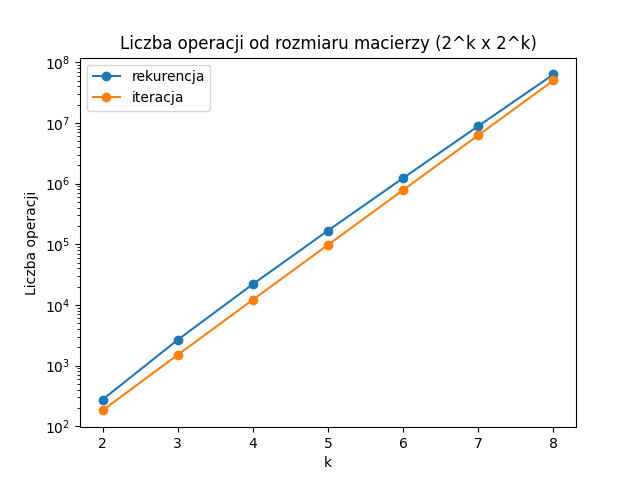 Liczba operacji od rozmiaru macierzy (2^k x 2^k)
rekurencja
iteracja
Liczba operacji
10^8
10^7
10^6
10^5
10^4
10^3
10^2
2 3 4 5 6 7 8
k